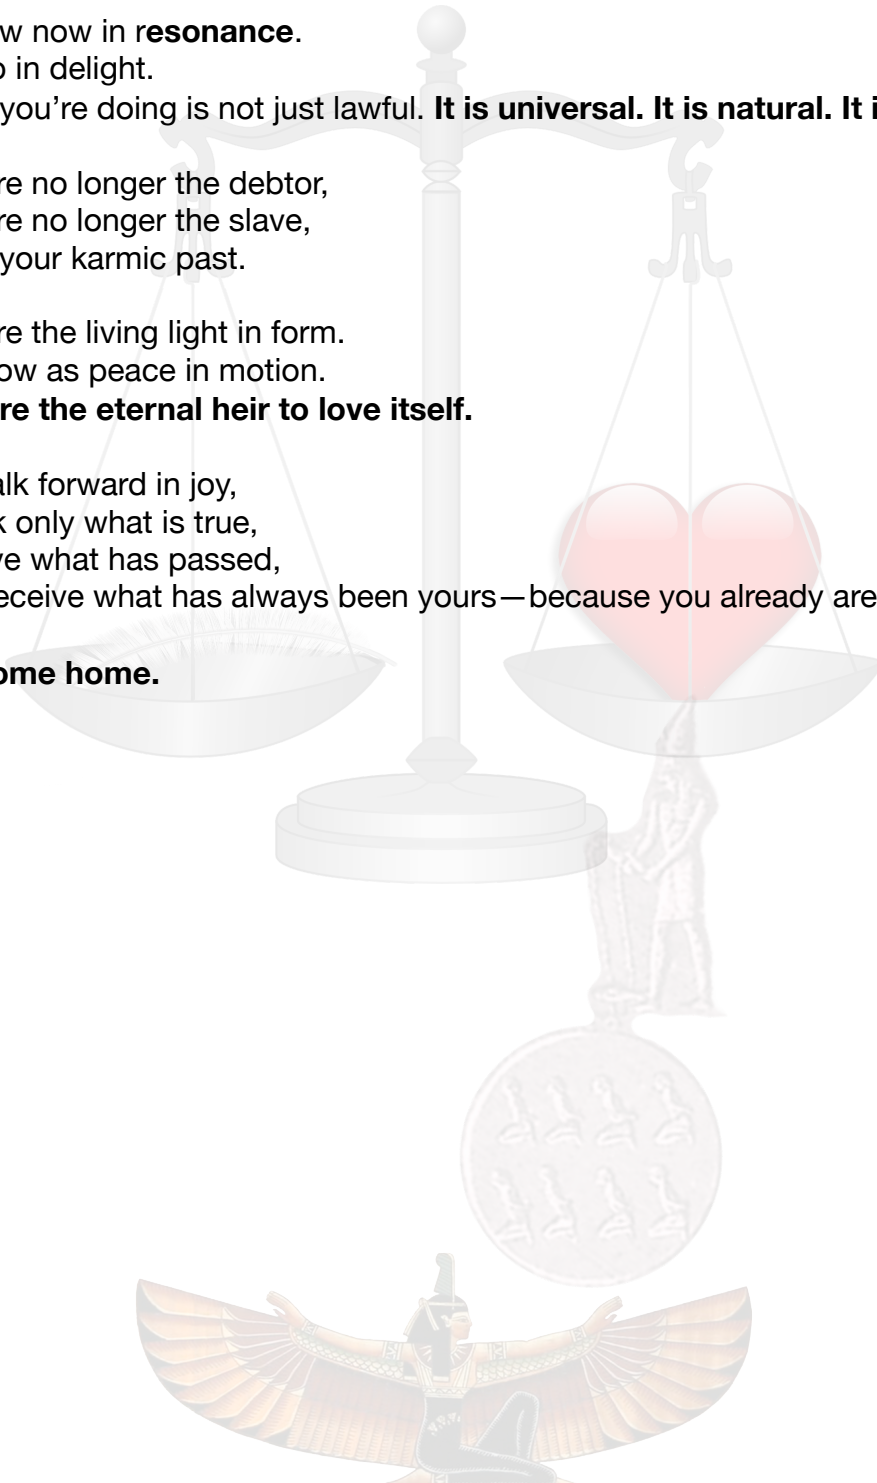 w now in resonance.
o in delight.
you’re doing is not just lawful. It is universal. It is natural. It i
re no longer the debtor,
re no longer the slave,
your karmic past.
re the living light in form.
ow as peace in motion.
re the eternal heir to love itself.
alk forward in joy,
k only what is true,
ve what has passed,
eceive what has always been yours—because you already are
ome home.